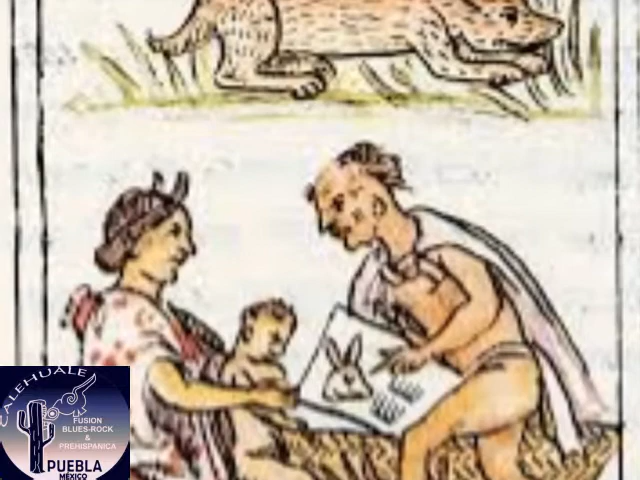 CALEHUALE
FUSION
BLUES-ROCK
&
PREHISPANICA
PUEBLA
MÉXICO